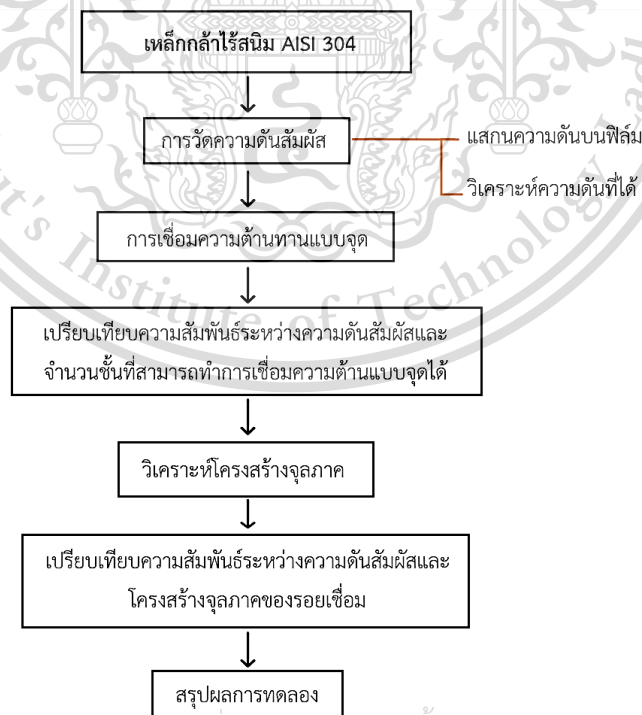 เหล็กกล้าไร้สนิม AISI 304
การวัดความดันสัมผัส
แสกนความดันบนฟิล์ม
วิเคราะห์ความดันที่ได้
การเชื่อมความต้านทานแบบจุด
เปรียบเทียบความสัมพันธ์ระหว่างความดันสัมผัสและ
จำนวนชั้นที่สามารถทำการเชื่อมความต้านแบบจุดได้
วิเคราะห์โครงสร้างจุลภาค
เปรียบเทียบความสัมพันธ์ระหว่างความดันสัมผัสและ
โครงสร้างจุลภาคของรอยเชื่อม
สรุปผลการทดลอง
t's Institute of Technology La